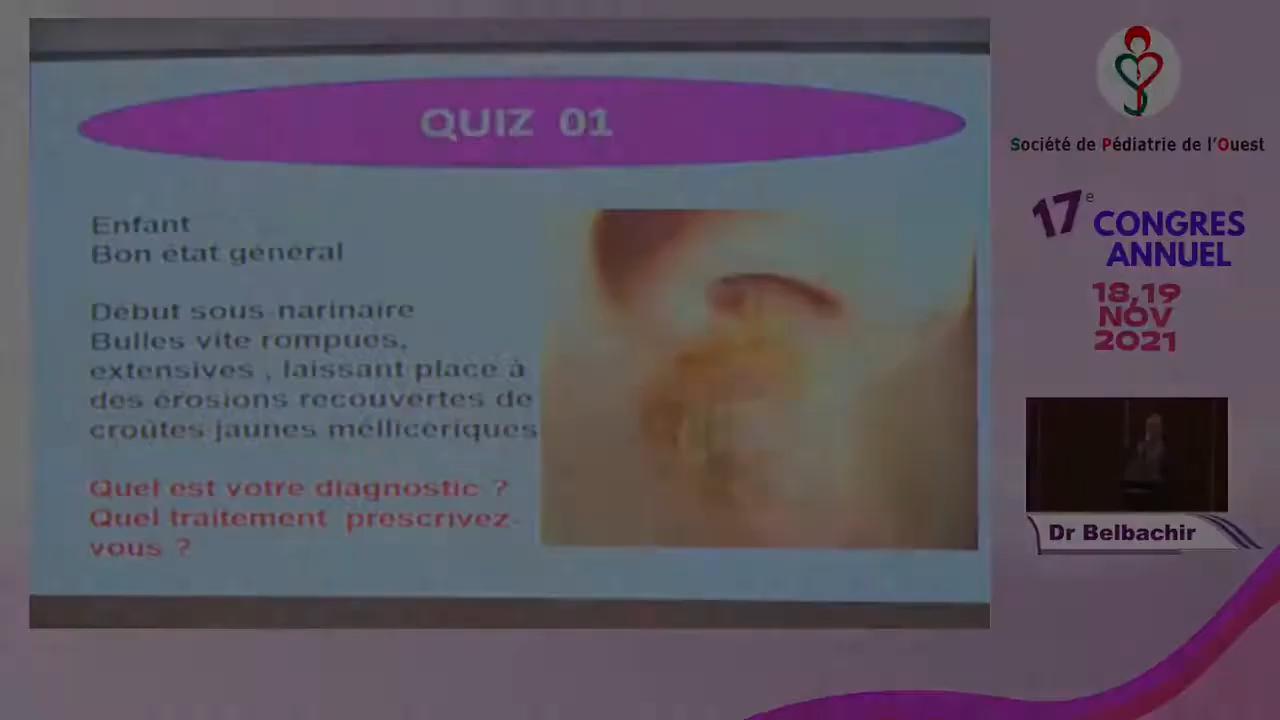 QUIZ 01
Enfant
Bon état général
Début sous-narinaire
Bulles vite rompues,
extensives , laissant place à
des érosions recouvertes de
croûtes jaunes méllicériques
Quel est votre diagnostic ?
Quel traitement prescrivez-
vous ?
Société de Pédiatrie de l'Ouest
17e CONGRES
ANNUEL
18,19
NOV
2021
Dr Belbachir